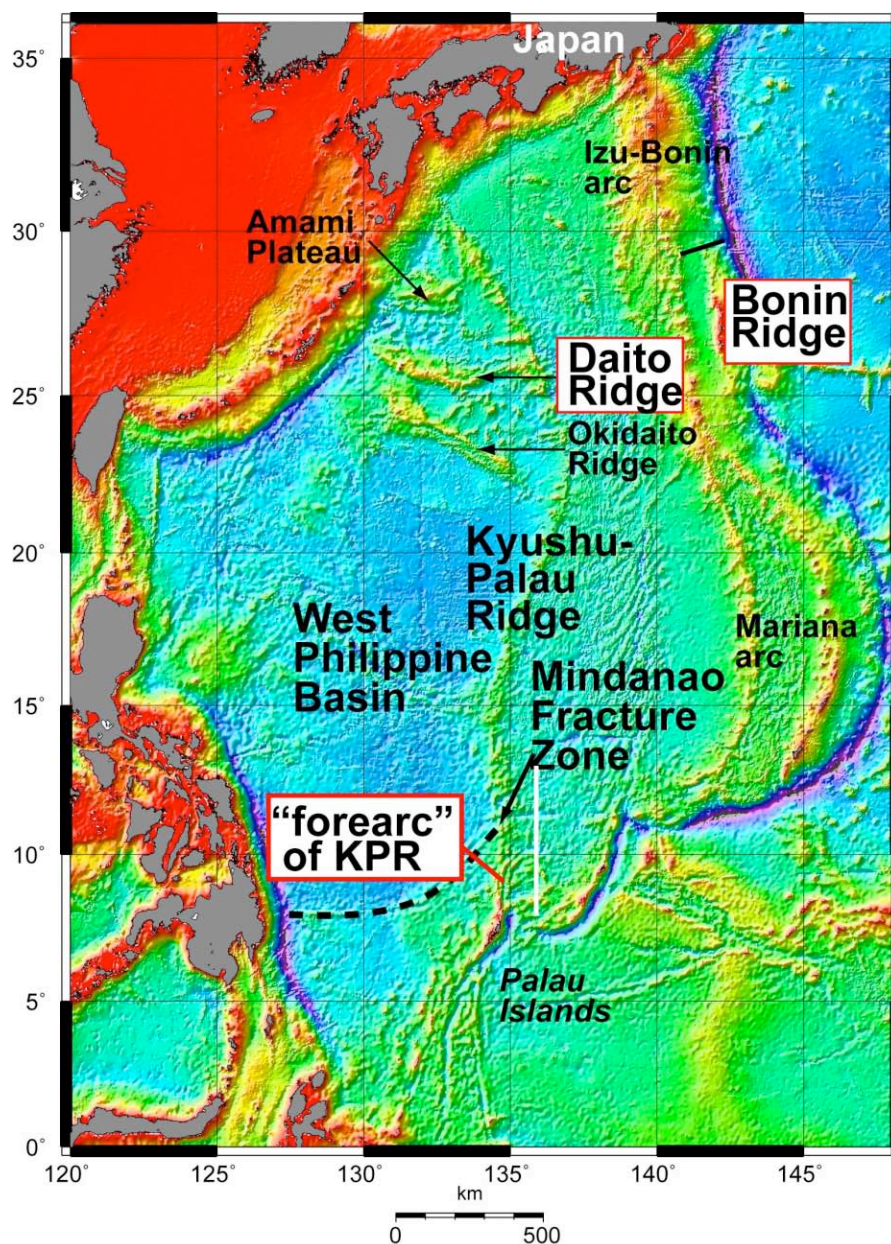 Japan
35°
Izu-Bonin
arc
30°
Amami
Plateau
Bonin
Ridge
Daito
Ridge
25°
Okidaito
Ridge
20°
Kyushu-
Palau
Ridge
West
Philippine
Basin
Mariana
arc
15°
Mindanao
Fracture
Zone
“forearc”
of KPR
10°
Palau
Islands
5°
0°
120°
125°
130°
135°
140°
145°
km
0
500